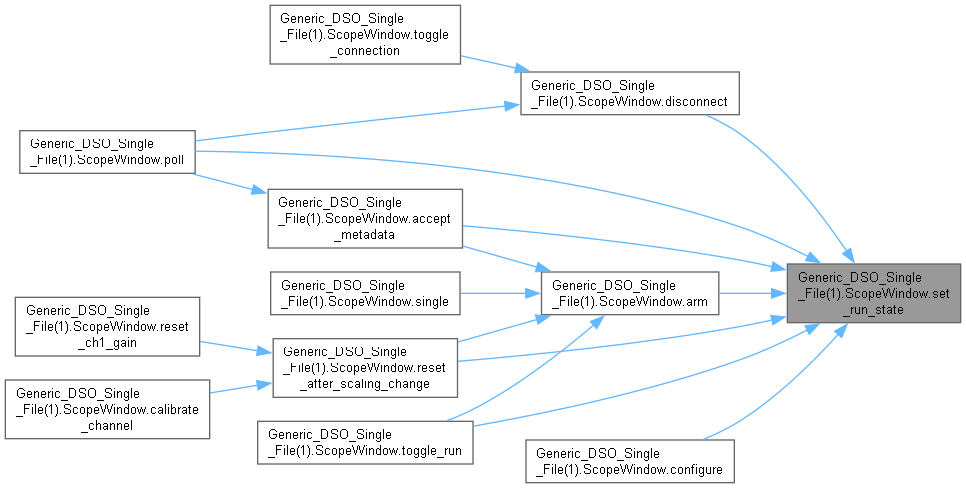 Generic_DSO_Single
_File(1).ScopeWindow.toggle
_connection
Generic_DSO_Single
_File(1).ScopeWindow.disconnect
Generic_DSO_Single
_File(1).ScopeWindow.poll
Generic_DSO_Single
_File(1).ScopeWindow.accept
_metadata
Generic_DSO_Single
_File(1).ScopeWindow.set
_run_state
Generic_DSO_Single
_File(1).ScopeWindow.single
Generic_DSO_Single
_File(1).ScopeWindow.arm
Generic_DSO_Single
_File(1).ScopeWindow.reset
_ch1_gain
Generic_DSO_Single
_File(1).ScopeWindow.reset
_after_scaling_change
Generic_DSO_Single
_File(1).ScopeWindow.calibrate
_channel
Generic_DSO_Single
_File(1).ScopeWindow.toggle_run
Generic_DSO_Single
_File(1).ScopeWindow.configure